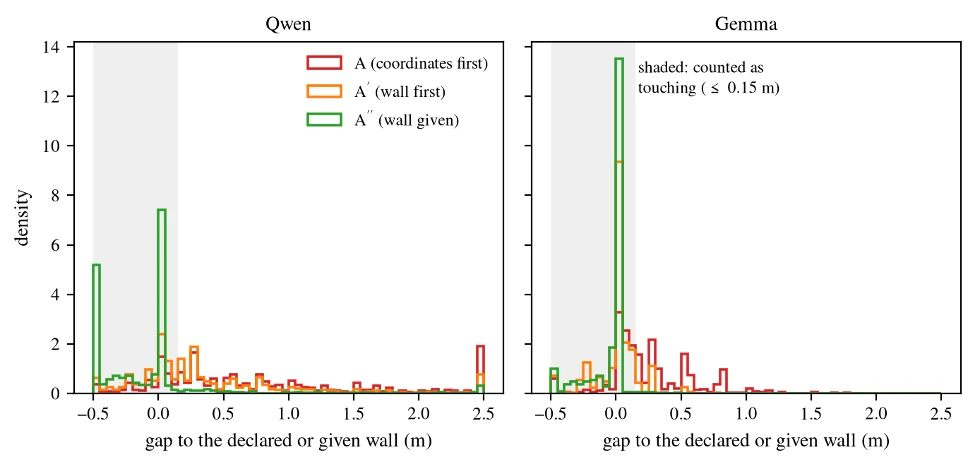 Qwen
Gemma
14
12
10
8
6
4
2
0
density
A (coordinates first)
A′ (wall first)
A′′ (wall given)
shaded: counted as
touching ( ≤ 0.15 m)
−0.5 0.0 0.5 1.0 1.5 2.0 2.5
−0.5 0.0 0.5 1.0 1.5 2.0 2.5
gap to the declared or given wall (m)
gap to the declared or given wall (m)